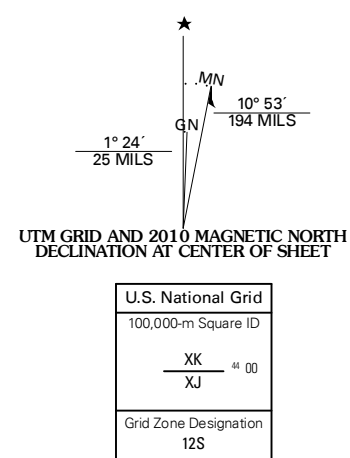 ★
MN
10° 53´
194 MILS
GN
1° 24´
25 MILS
UTM GRID AND 2010 MAGNETIC NORTH
DECLINATION AT CENTER OF SHEET
U.S. National Grid
100,000-m Square ID
XK
44 00
XJ
Grid Zone Designation
12S